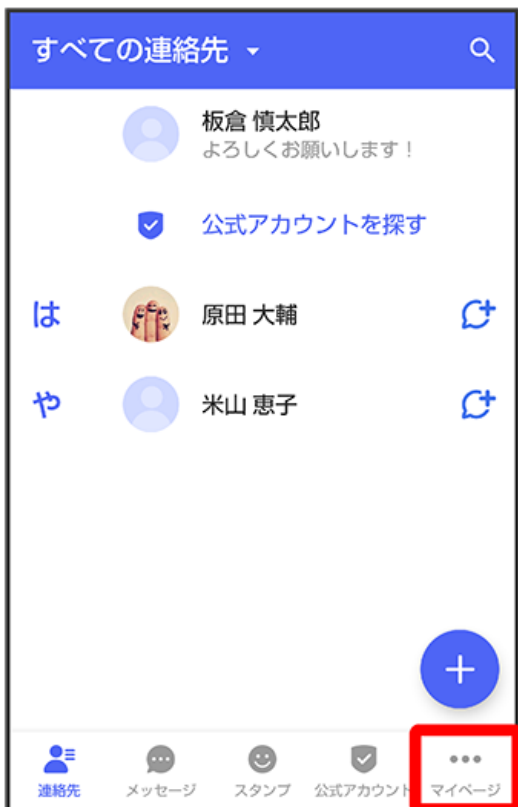 すべての連絡先
板倉 慎太郎
よろしくお願いします！
公式アカウントを探す
は
原田 大輔
や
米山 恵子
連絡先
メッセージ
スタンプ
公式アカウント
マイページ